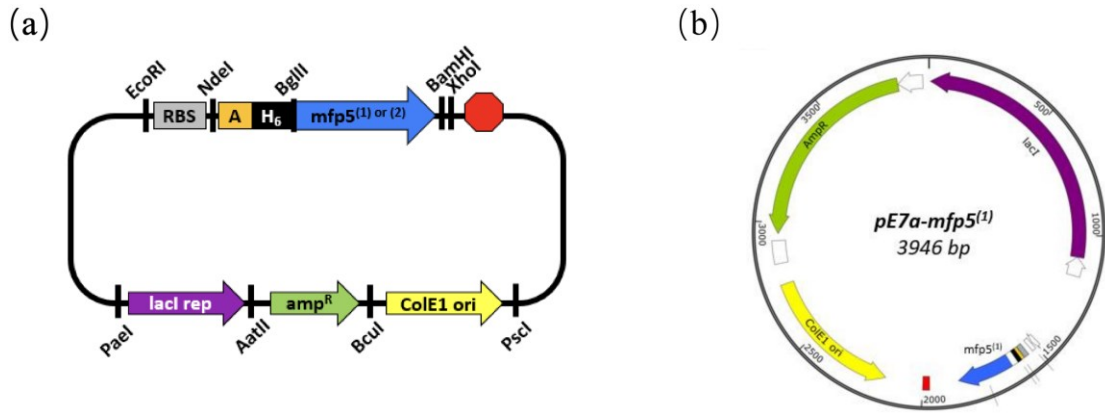 (a)
EcoRI
NdeI
BglII
BamHI
XhoI
RBS
A
H₆
mfp5⁽¹⁾ ᵒʳ ⁽²⁾
lacI rep
ampᴿ
ColE1 ori
PaeI
AatII
BcuI
PscI
(b)
500
lacI
1000
1500
mfp5⁽¹⁾
2000
2500
ColE1 ori
3000
AmpR
3500
pE7a-mfp5⁽¹⁾
3946 bp